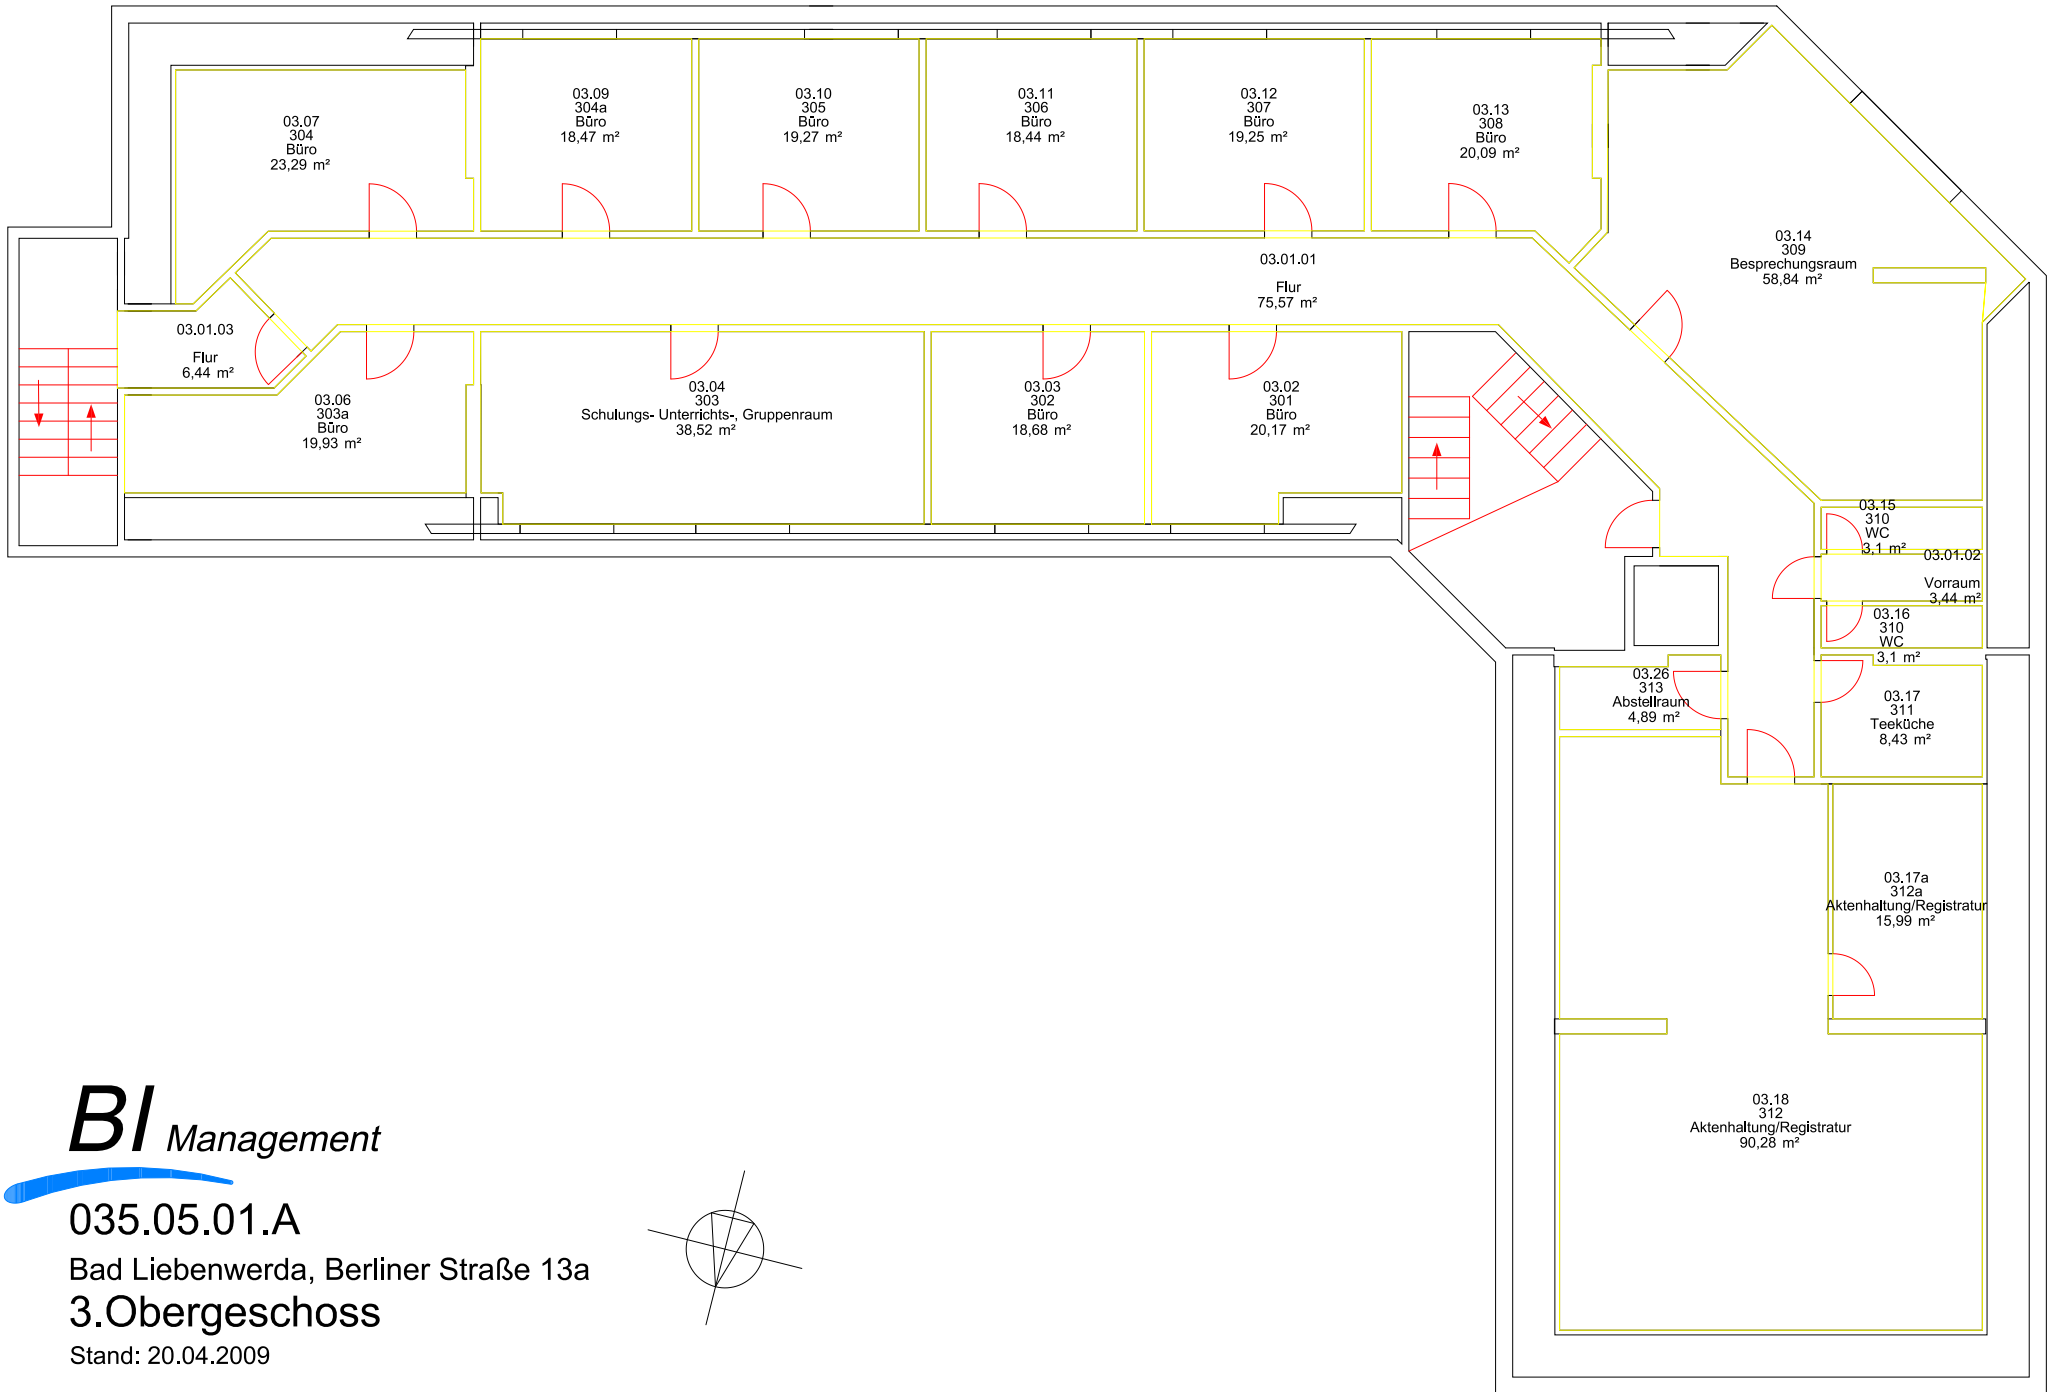 03.07
304
Büro
23,29 m²
03.09
304a
Büro
18,47 m²
03.10
305
Büro
19,27 m²
03.11
306
Büro
18,44 m²
03.12
307
Büro
19,25 m²
03.13
308
Büro
20,09 m²
03.14
309
Besprechungsraum
58,84 m²
03.01.01
Flur
75,57 m²
03.01.03
Flur
6,44 m²
03.06
303a
Büro
19,93 m²
03.04
303
Schulungs- Unterrichts-, Gruppenraum
38,52 m²
03.03
302
Büro
18,68 m²
03.02
301
Büro
20,17 m²
03.15
310
WC
3,1 m²
03.01.02
Vorraum
3,44 m²
03.16
310
WC
3,1 m²
03.26
313
Abstellraum
4,89 m²
03.17
311
Teeküche
8,43 m²
03.17a
312a
Aktenhaltung/Registratur
15,99 m²
03.18
312
Aktenhaltung/Registratur
90,28 m²
BI Management
035.05.01.A
Bad Liebenwerda, Berliner Straße 13a
3.Obergeschoss
Stand: 20.04.2009